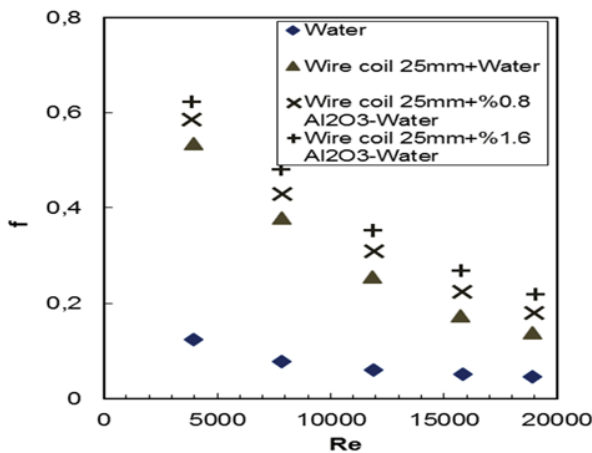 0,8
0,6
0,4
0,2
0
f
Water
Wire coil 25mm+Water
Wire coil 25mm+%0.8
Al2O3-Water
Wire coil 25mm+%1.6
Al2O3-Water
0 5000 10000 15000 20000
Re